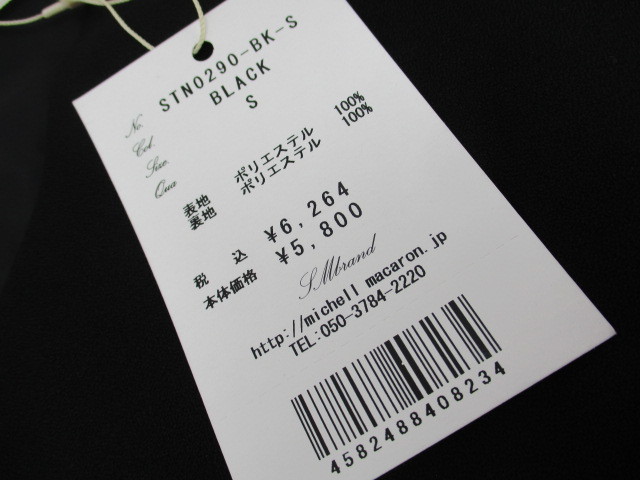 No. STN0290-BK-S
Col. BLACK
Size. S
Qua
表地 ポリエステル 100%
裏地 ポリエステル 100%
税込 ¥6,264
本体価格 ¥5,800
SMbrand
http://michell macaron.jp
TEL:050-3784-2220
4582488408234